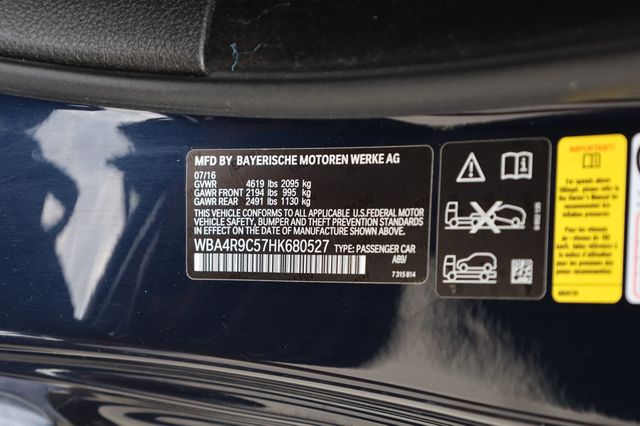 MFD BY BAYERISCHE MOTOREN WERKE AG
07/16
GVWR 4619 lbs 2095 kg
GAWR FRONT 2194 lbs 995 kg
GAWR REAR 2491 lbs 1130 kg
THIS VEHICLE CONFORMS TO ALL APPLICABLE U.S.FEDERAL MOTOR
VEHICLE SAFETY, BUMPER, AND THEFT PREVENTION STANDARDS
IN EFFECT ON THE DATE OF MANUFACTURE SHOWN ABOVE.
WBA4R9C57HK680527 TYPE: PASSENGER CAR
A89/
7 315 814
Important!